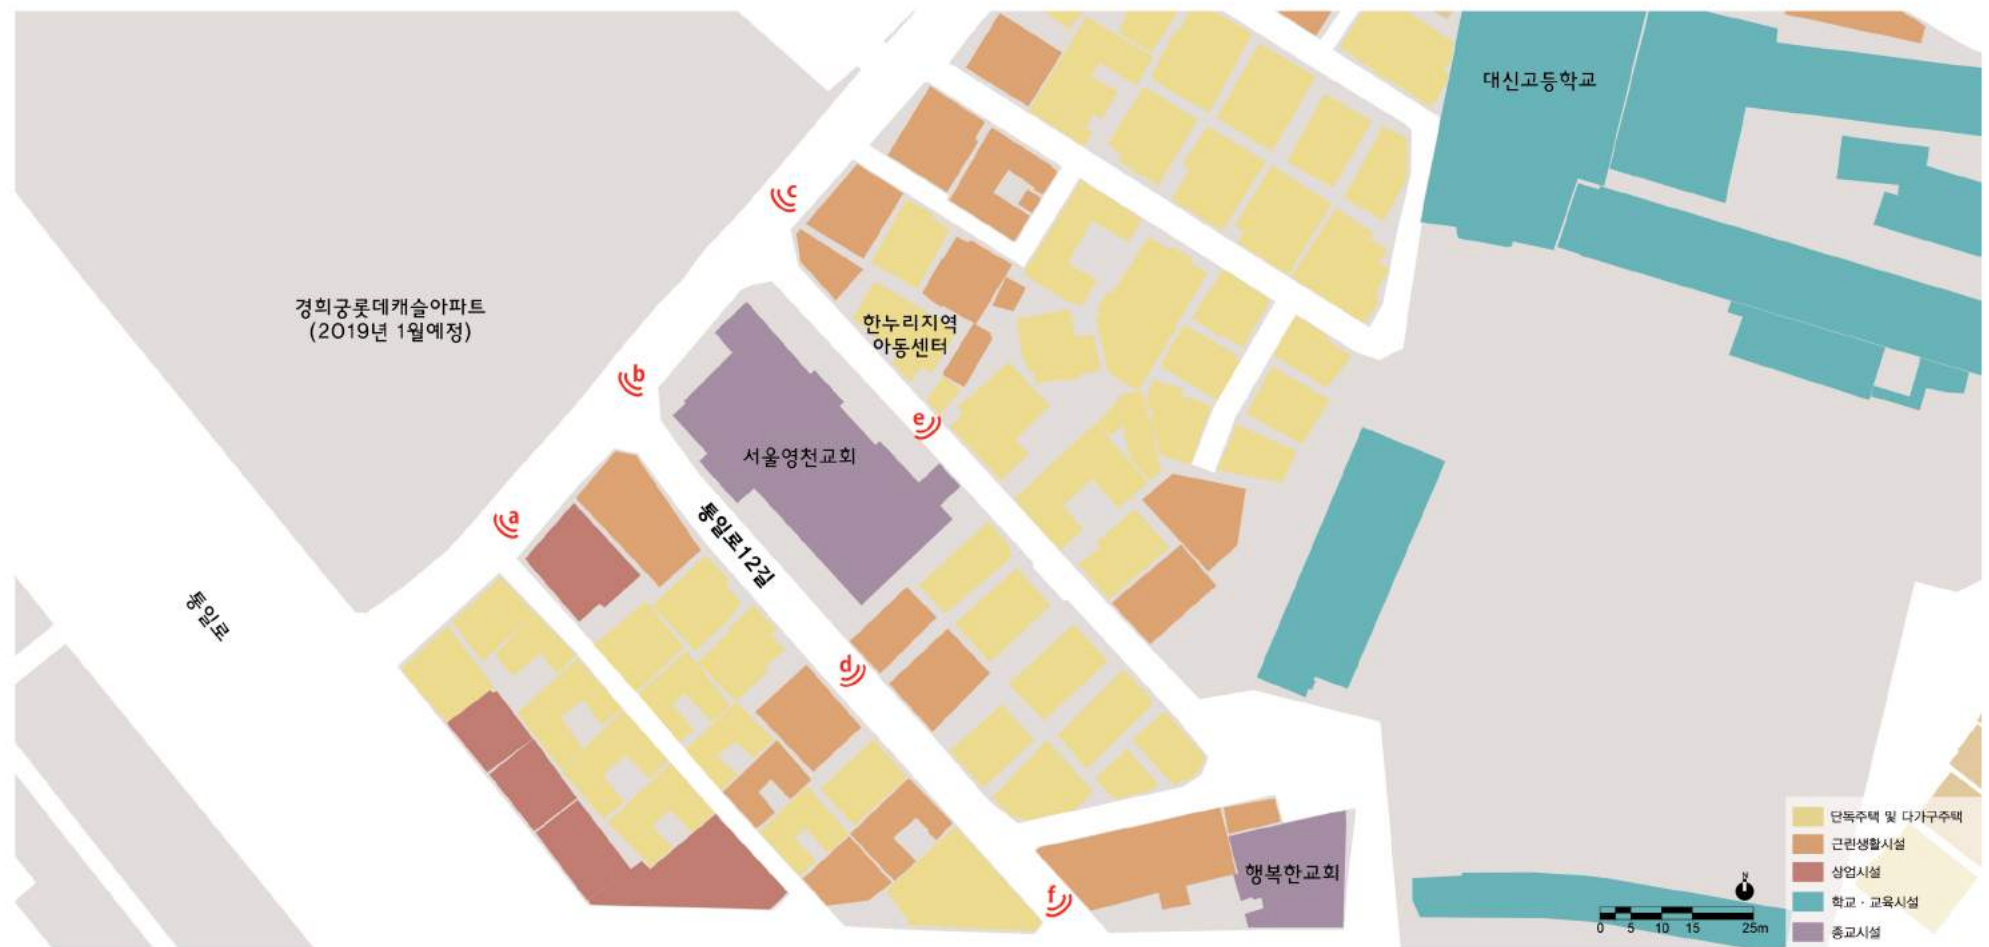 대신고등학교
c
경희궁롯데캐슬아파트
(2019년 1월예정)
한누리지역
아동센터
b
e
서울영천교회
a
통일로12길
통일로
d
단독주택 및 다가구주택
근린생활시설
상업시설
학교 · 교육시설
종교시설
행복한교회
f
N
0 5 10 15 25m